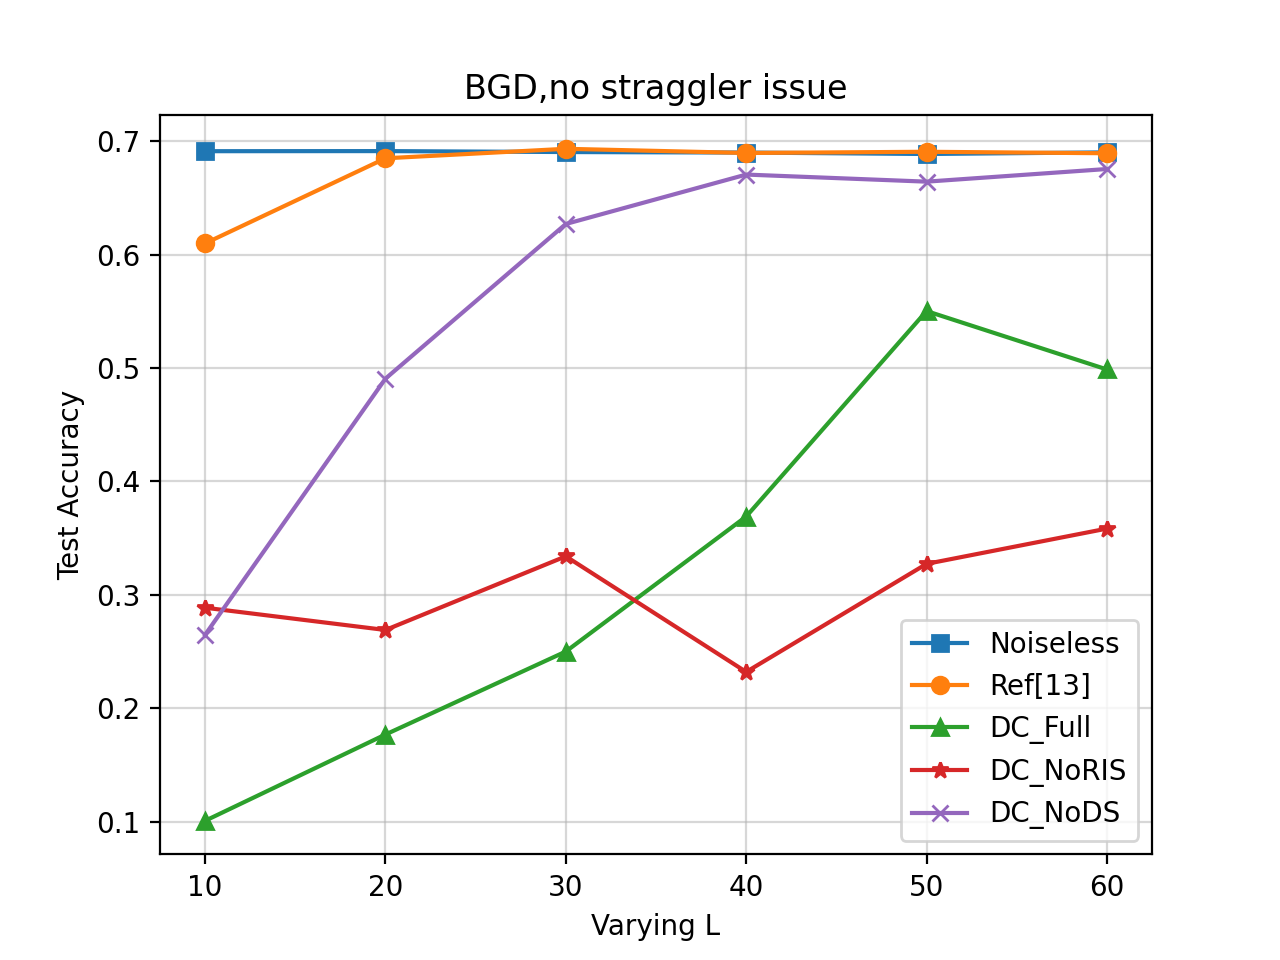 BGD,no straggler issue
0.7
0.6
0.5
0.4
0.3
0.2
0.1
Test Accuracy
Noiseless
Ref[13]
DC_Full
DC_NoRIS
DC_NoDS
10 20 30 40 50 60
Varying L